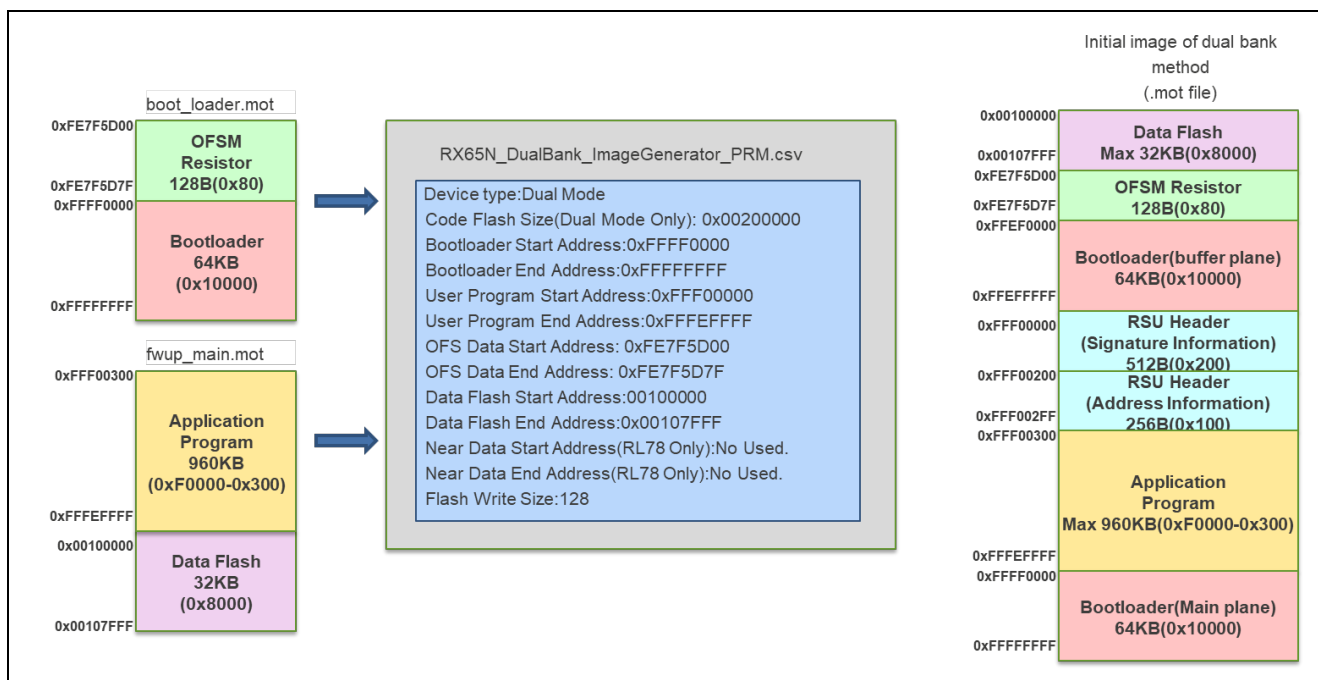 boot_loader.mot
0xFE7F5D00
OFSM
Resistor
128B(0x80)
0xFE7F5D7F
0xFFFF0000
Bootloader
64KB
(0x10000)
0xFFFFFFFF
fwup_main.mot
0xFFF00300
Application
Program
960KB
(0xF0000-0x300)
0xFFFEFFFF
0x00100000
Data Flash
32KB
(0x8000)
0x00107FFF
RX65N_DualBank_ImageGenerator_PRM.csv
Device type:Dual Mode
Code Flash Size(Dual Mode Only): 0x00200000
Bootloader Start Address:0xFFFF0000
Bootloader End Address:0xFFFFFFFF
User Program Start Address:0xFFF00000
User Program End Address:0xFFFEFFFF
OFS Data Start Address: 0xFE7F5D00
OFS Data End Address: 0xFE7F5D7F
Data Flash Start Address:00100000
Data Flash End Address:0x00107FFF
Near Data Start Address(RL78 Only):No Used.
Near Data End Address(RL78 Only):No Used.
Flash Write Size:128
Initial image of dual bank
method
(.mot file)
0x00100000
Data Flash
Max 32KB(0x8000)
0x00107FFF
0xFE7F5D00
OFSM Resistor
128B(0x80)
0xFE7F5D7F
0xFFEF0000
Bootloader(buffer plane)
64KB(0x10000)
0xFFEFFFFF
0xFFF00000
RSU Header
(Signature Information)
512B(0x200)
0xFFF00200
RSU Header
(Address Information)
256B(0x100)
0xFFF002FF
0xFFF00300
Application
Program
Max 960KB(0xF0000-0x300)
0xFFFEFFFF
0xFFFF0000
Bootloader(Main plane)
64KB(0x10000)
0xFFFFFFFF